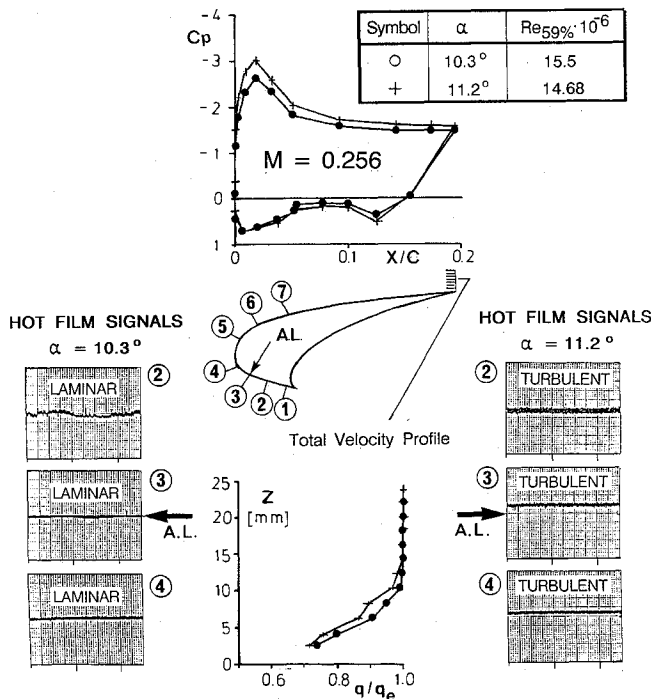 Cp
-4
-3
-2
-1
0
1
M = 0.256
0
0.1
0.2
X/C
Symbol α Re59%·10⁻⁶
○ 10.3° 15.5
+ 11.2° 14.68
HOT FILM SIGNALS
α = 10.3°
LAMINAR ②
LAMINAR ③
A.L.
LAMINAR ④
① ② ③ ④ ⑤ ⑥ ⑦
AL.
Total Velocity Profile
Z
[mm]
25
20
15
10
5
0
0.5
1.0
q/qe
HOT FILM SIGNALS
α = 11.2°
② TURBULENT
③ TURBULENT
A.L.
④ TURBULENT